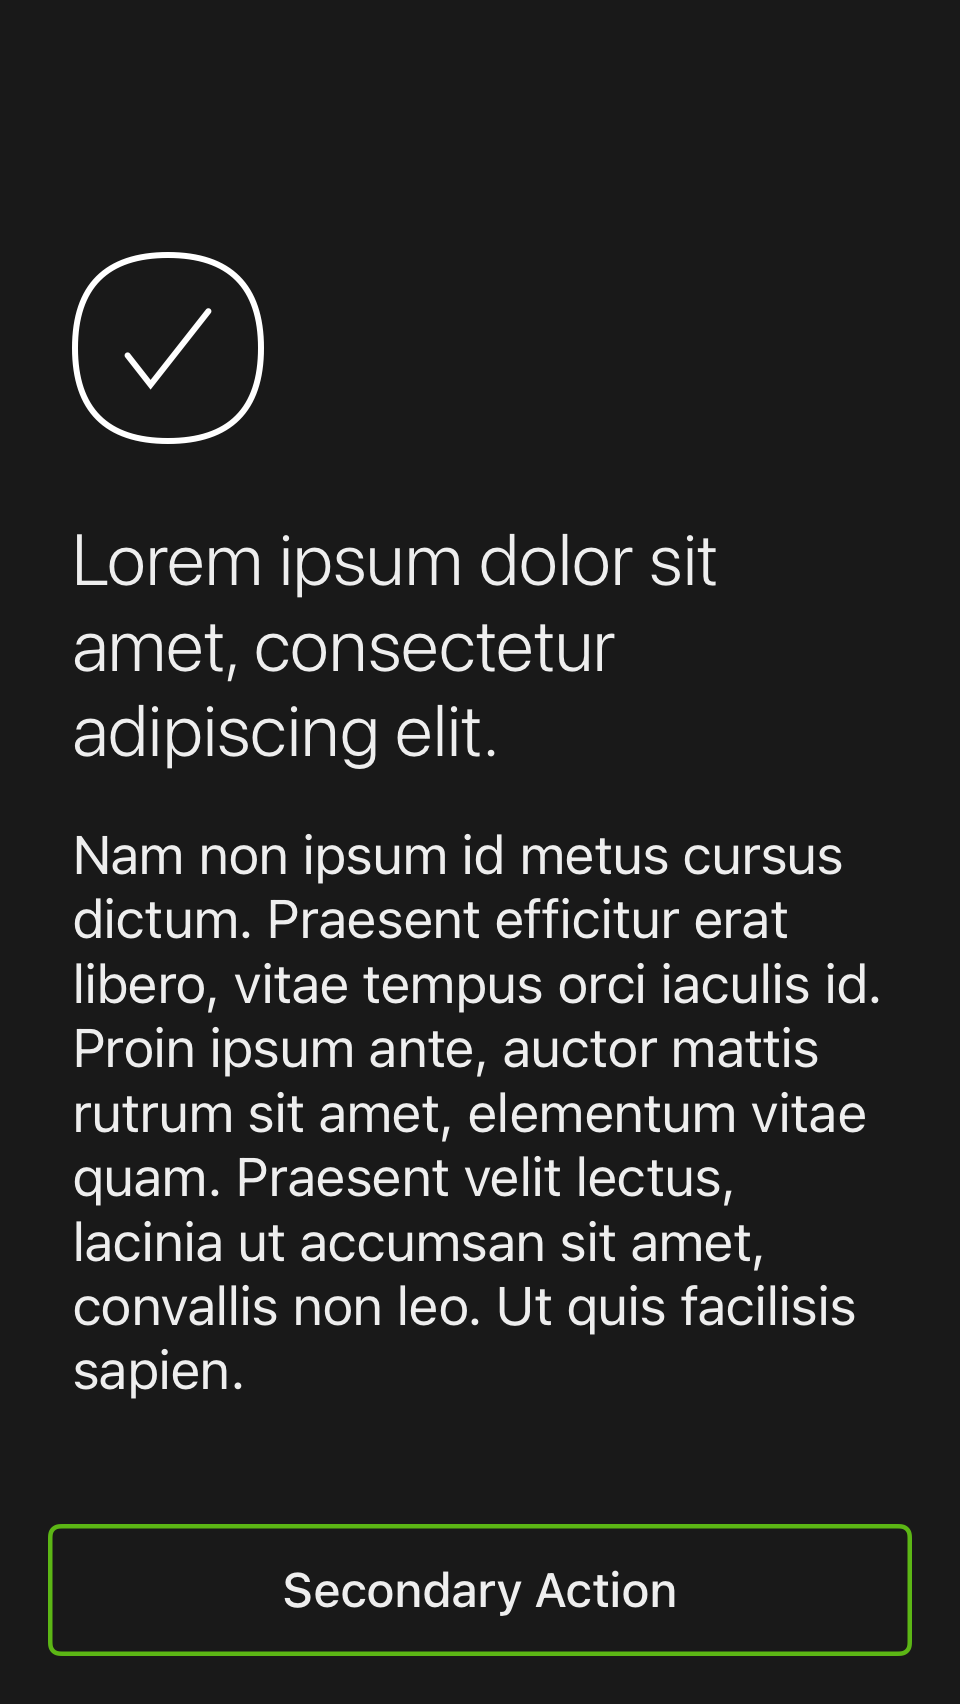 Lorem ipsum dolor sit
amet, consectetur
adipiscing elit.
Nam non ipsum id metus cursus
dictum. Praesent efficitur erat
libero, vitae tempus orci iaculis id.
Proin ipsum ante, auctor mattis
rutrum sit amet, elementum vitae
quam. Praesent velit lectus,
lacinia ut accumsan sit amet,
convallis non leo. Ut quis facilisis
sapien.
Secondary Action